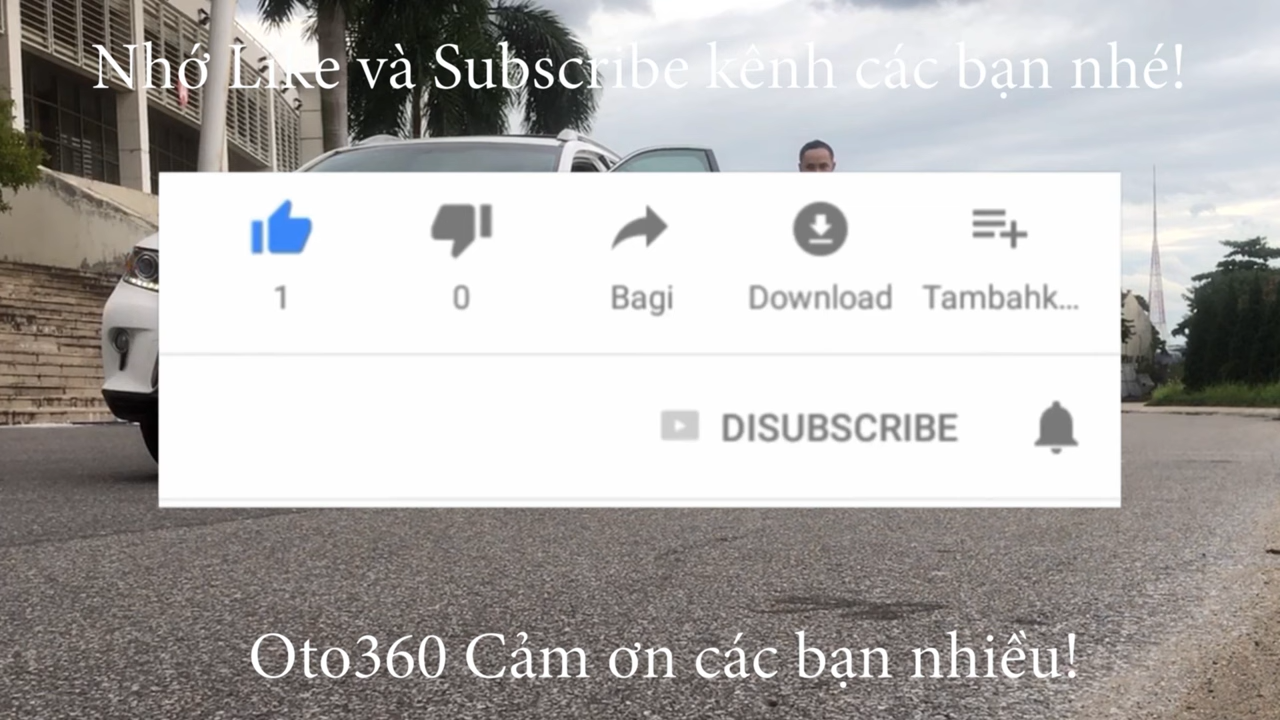 Nhớ Like và Subscribe kênh các bạn nhé!
1 0 Bagi Download Tambahk...
DISUBSCRIBE
Oto360 Cảm ơn các bạn nhiều!